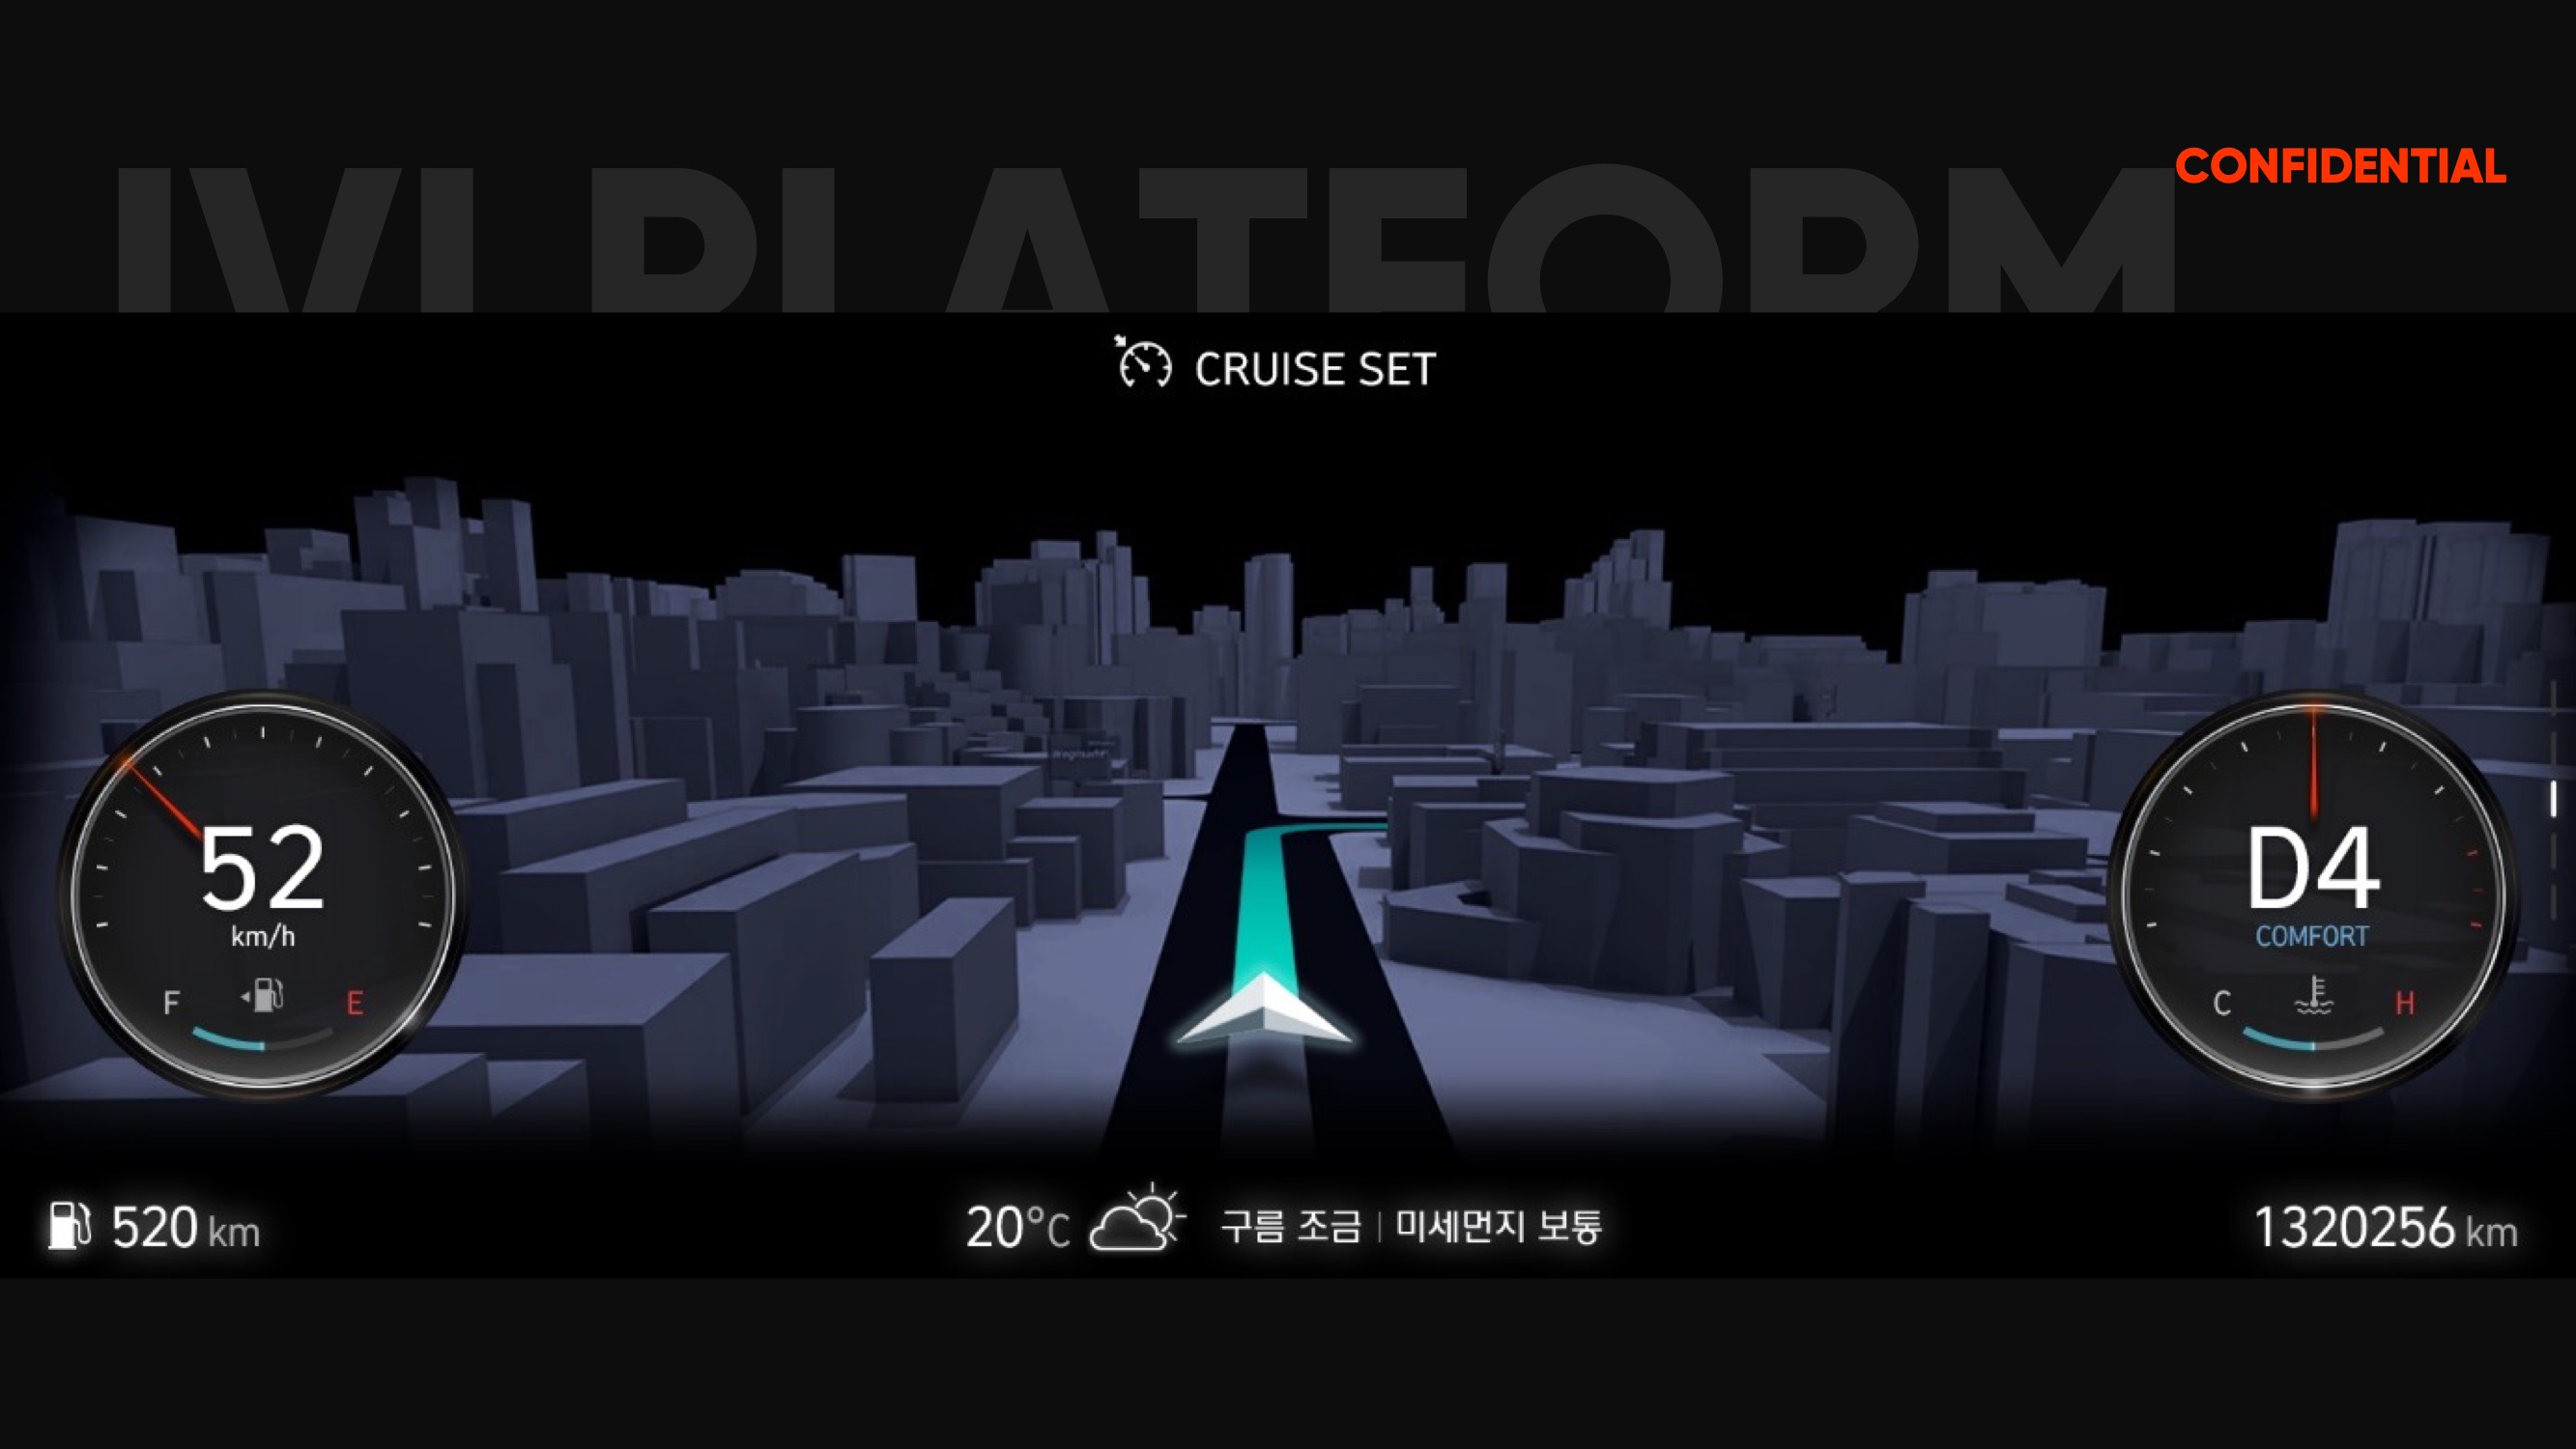 CONFIDENTIAL
IVI PLATFORM
CRUISE SET
52
km/h
F E
D4
COMFORT
C H
520 km
20°C 구름 조금 | 미세먼지 보통
1320256 km